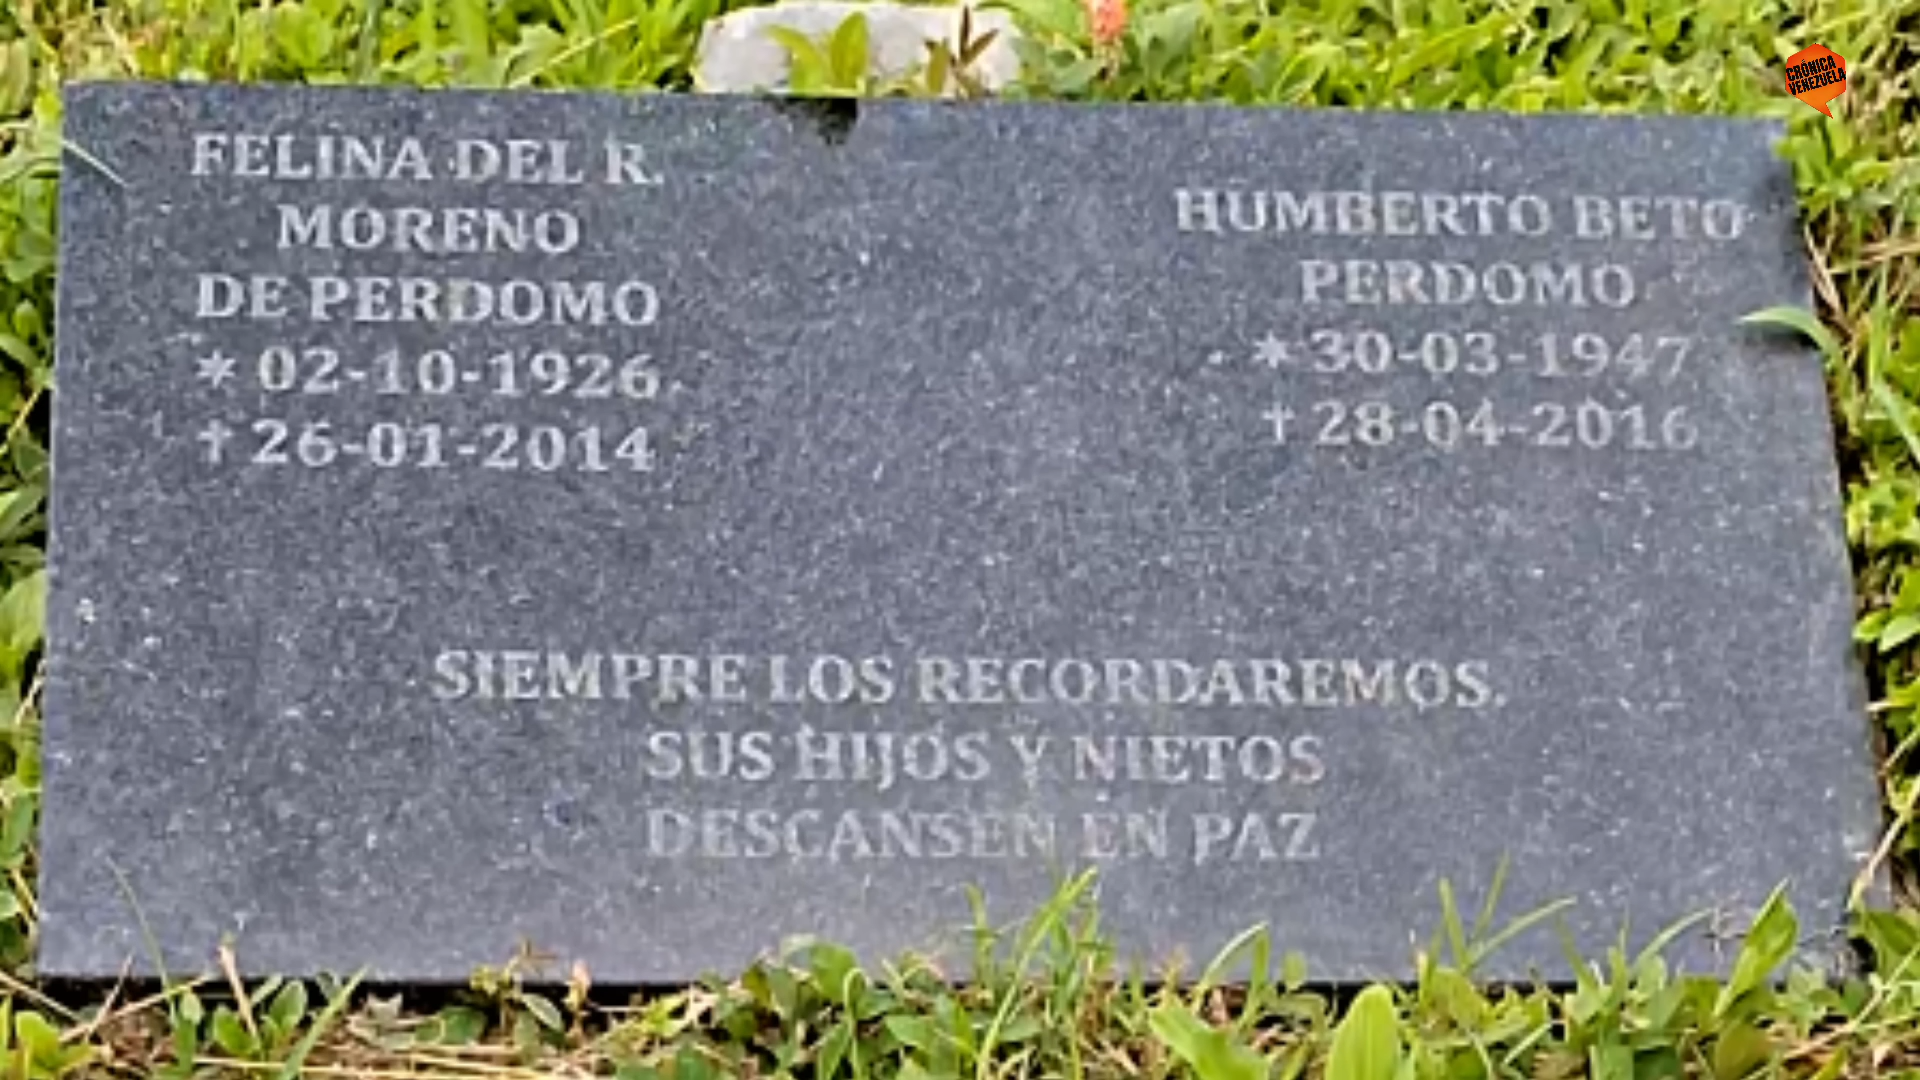 CRÓNICA
VENEZUELA
FELINA DEL R.
MORENO
DE PERDOMO
* 02-10-1926
† 26-01-2014
HUMBERTO BETO
PERDOMO
* 30-03-1947
† 28-04-2016
SIEMPRE LOS RECORDAREMOS.
SUS HIJOS Y NIETOS
DESCANSEN EN PAZ